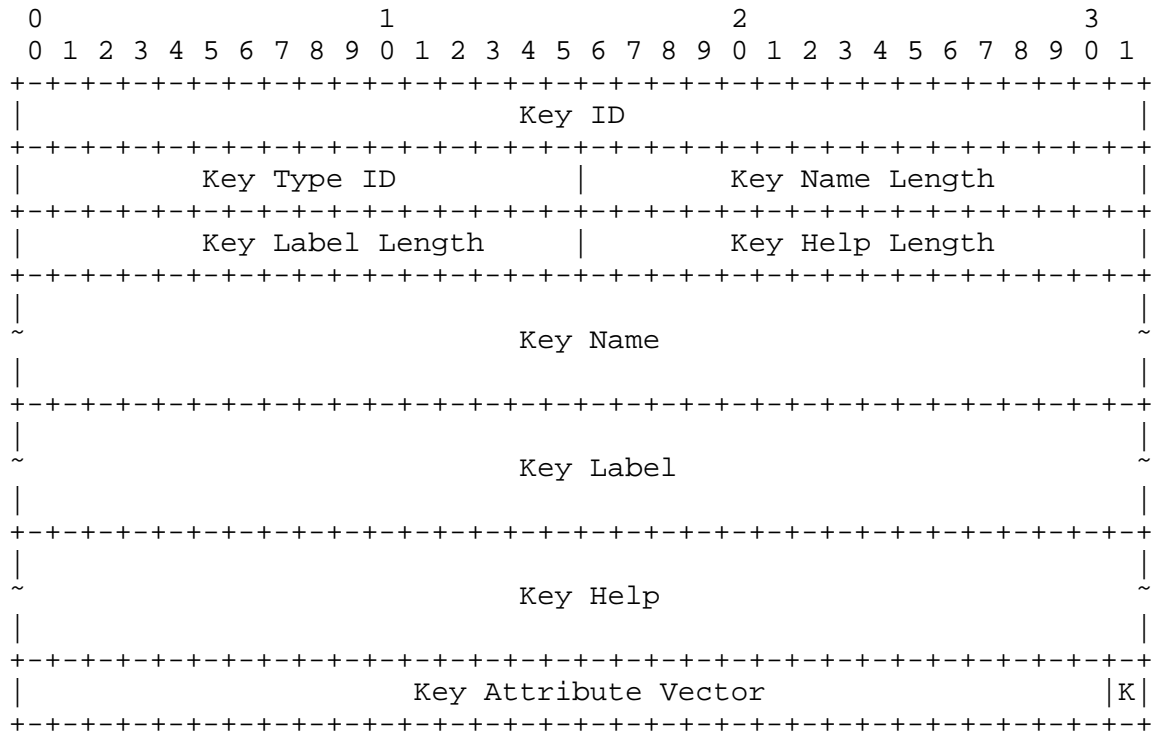 0                   1                   2                   3
 0 1 2 3 4 5 6 7 8 9 0 1 2 3 4 5 6 7 8 9 0 1 2 3 4 5 6 7 8 9 0 1
+-+-+-+-+-+-+-+-+-+-+-+-+-+-+-+-+-+-+-+-+-+-+-+-+-+-+-+-+-+-+-+-+
|                            Key ID                             |
+-+-+-+-+-+-+-+-+-+-+-+-+-+-+-+-+-+-+-+-+-+-+-+-+-+-+-+-+-+-+-+-+
|          Key Type ID          |        Key Name Length        |
+-+-+-+-+-+-+-+-+-+-+-+-+-+-+-+-+-+-+-+-+-+-+-+-+-+-+-+-+-+-+-+-+
|          Key Label Length     |        Key Help Length        |
+-+-+-+-+-+-+-+-+-+-+-+-+-+-+-+-+-+-+-+-+-+-+-+-+-+-+-+-+-+-+-+-+
|                                                               |
~                            Key Name                           ~
|                                                               |
+-+-+-+-+-+-+-+-+-+-+-+-+-+-+-+-+-+-+-+-+-+-+-+-+-+-+-+-+-+-+-+-+
|                                                               |
~                            Key Label                          ~
|                                                               |
+-+-+-+-+-+-+-+-+-+-+-+-+-+-+-+-+-+-+-+-+-+-+-+-+-+-+-+-+-+-+-+-+
|                                                               |
~                            Key Help                           ~
|                                                               |
+-+-+-+-+-+-+-+-+-+-+-+-+-+-+-+-+-+-+-+-+-+-+-+-+-+-+-+-+-+-+-+-+
|                      Key Attribute Vector                   |K|
+-+-+-+-+-+-+-+-+-+-+-+-+-+-+-+-+-+-+-+-+-+-+-+-+-+-+-+-+-+-+-+-+